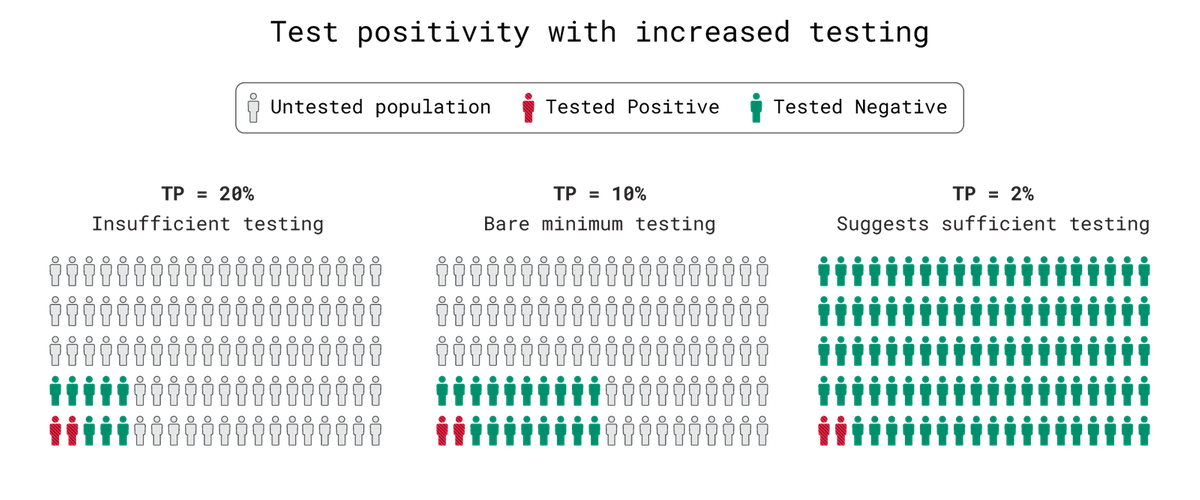 Test positivity with increased testing
Untested population Tested Positive Tested Negative
TP = 20%
Insufficient testing
TP = 10%
Bare minimum testing
TP = 2%
Suggests sufficient testing